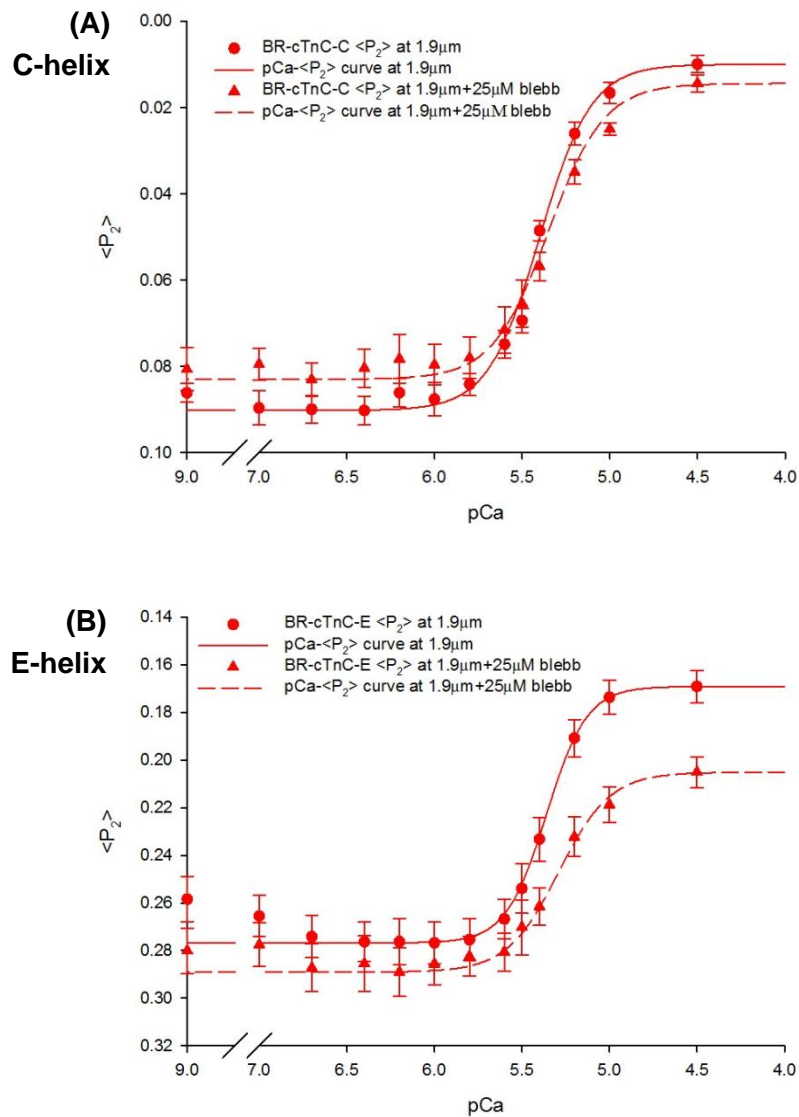 (A)
C-helix
BR-cTnC-C <P2> at 1.9μm
pCa-<P2> curve at 1.9μm
BR-cTnC-C <P2> at 1.9μm+25μM blebb
pCa-<P2> curve at 1.9μm+25μM blebb
0.00
0.02
0.04
0.06
0.08
0.10
<P2>
9.0 7.0 6.5 6.0 5.5 5.0 4.5 4.0
pCa
(B)
E-helix
BR-cTnC-E <P2> at 1.9μm
pCa-<P2> curve at 1.9μm
BR-cTnC-E <P2> at 1.9μm+25μM blebb
pCa-<P2> curve at 1.9μm+25μM blebb
0.14
0.16
0.18
0.20
0.22
0.24
0.26
0.28
0.30
0.32
<P2>
9.0 7.0 6.5 6.0 5.5 5.0 4.5 4.0
pCa